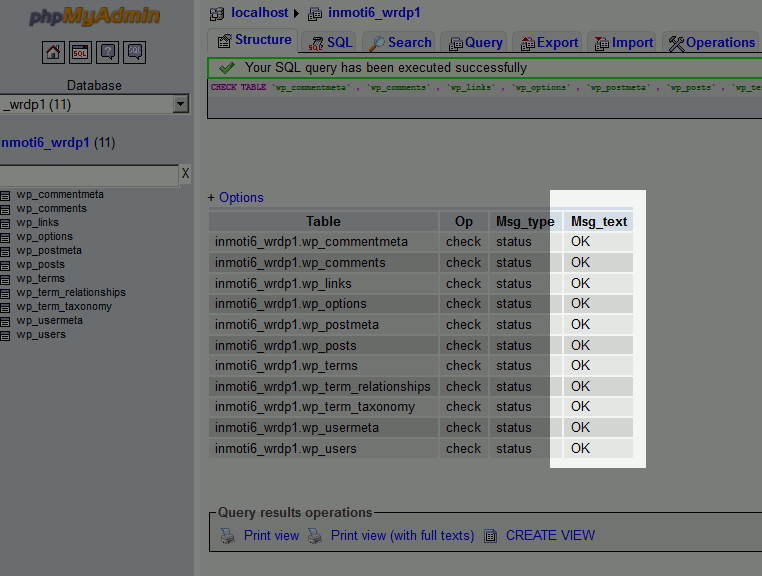 phpMyAdmin
Database
_wrdp1 (11)
nmoti6_wrdp1 (11)
X
wp_commentmeta
wp_comments
wp_links
wp_options
wp_postmeta
wp_posts
wp_terms
wp_term_relationships
wp_term_taxonomy
wp_usermeta
wp_users
localhost inmoti6_wrdp1
Structure SQL Search Query Export Import Operations
Your SQL query has been executed successfully
CHECK TABLE `wp_commentmeta` , `wp_comments` , `wp_links` , `wp_options` , `wp_postmeta` , `wp_posts` , `wp_te
+ Options
Table Op Msg_type Msg_text
inmoti6_wrdp1.wp_commentmeta check status OK
inmoti6_wrdp1.wp_comments check status OK
inmoti6_wrdp1.wp_links check status OK
inmoti6_wrdp1.wp_options check status OK
inmoti6_wrdp1.wp_postmeta check status OK
inmoti6_wrdp1.wp_posts check status OK
inmoti6_wrdp1.wp_terms check status OK
inmoti6_wrdp1.wp_term_relationships check status OK
inmoti6_wrdp1.wp_term_taxonomy check status OK
inmoti6_wrdp1.wp_usermeta check status OK
inmoti6_wrdp1.wp_users check status OK
Query results operations
Print view Print view (with full texts) CREATE VIEW